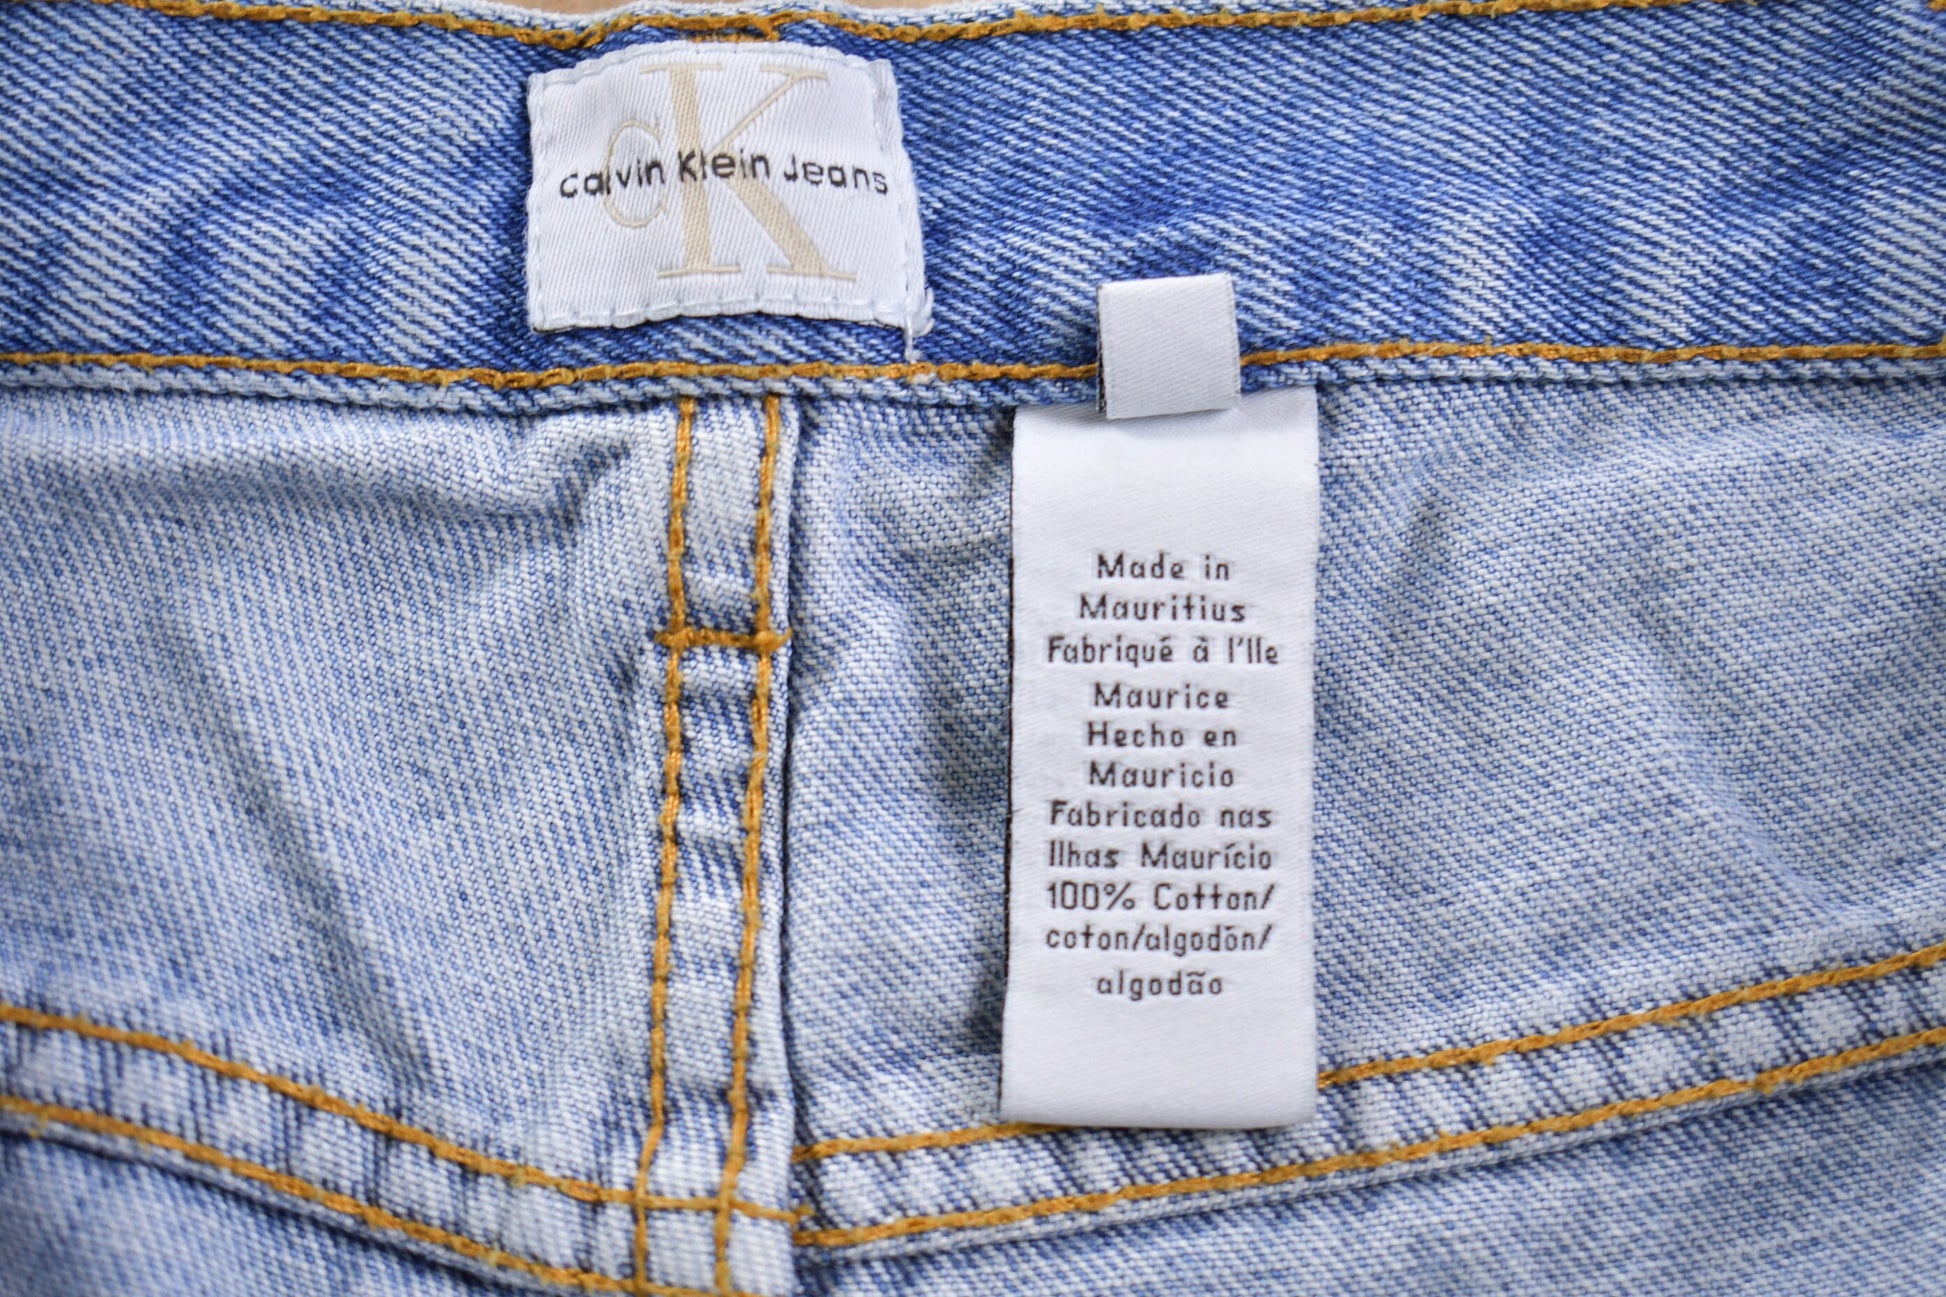 cK
Calvin Klein Jeans
Made in
Mauritius
Fabriqué à l'Ile
Maurice
Hecho en
Mauricio
Fabricado nas
Ilhas Maurício
100% Cotton/
coton/algodón/
algodão